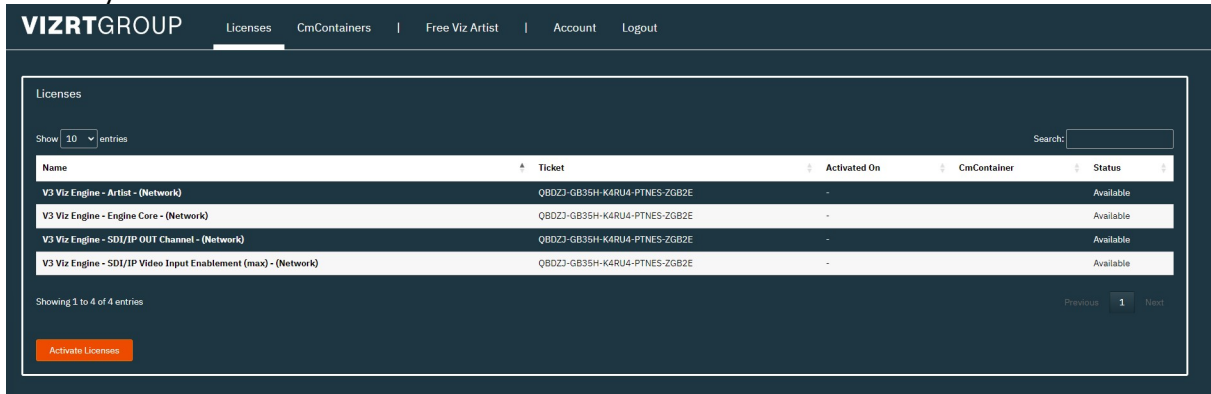 VIZRTGROUP Licenses CmContainers | Free Viz Artist | Account Logout
Licenses
Show 10 entries Search:
Name Ticket Activated On CmContainer Status
V3 Viz Engine - Artist - (Network) QBDZJ-GB35H-K4RU4-PTNES-ZGB2E - Available
V3 Viz Engine - Engine Core - (Network) QBDZJ-GB35H-K4RU4-PTNES-ZGB2E - Available
V3 Viz Engine - SDI/IP OUT Channel - (Network) QBDZJ-GB35H-K4RU4-PTNES-ZGB2E - Available
V3 Viz Engine - SDI/IP Video Input Enablement (max) - (Network) QBDZJ-GB35H-K4RU4-PTNES-ZGB2E - Available
Showing 1 to 4 of 4 entries Previous 1 Next
Activate Licenses